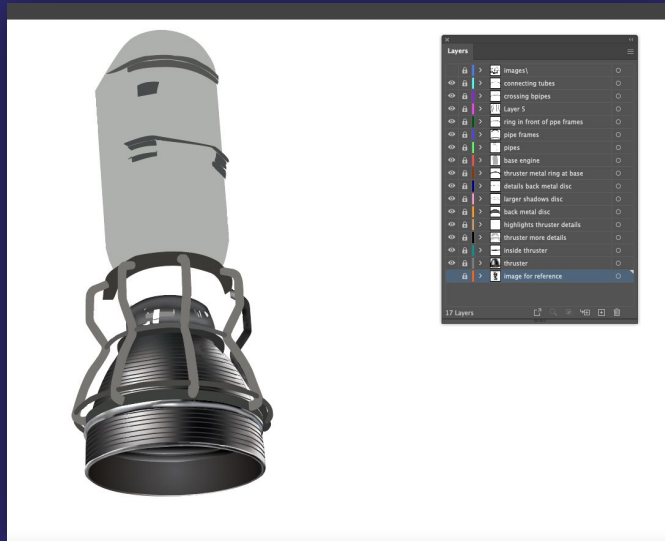 Layers
images\
connecting tubes
crossing bpipes
Layer 5
ring in front of ppe frames
pipe frames
pipes
base engine
thruster metal ring at base
details back metal disc
larger shadows disc
back metal disc
highlights thruster details
thruster more details
inside thruster
thruster
image for reference
17 Layers